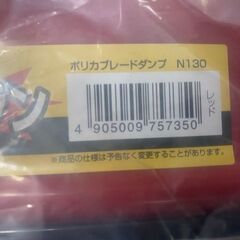 ポリカブレードダンプ N130
レッド
4 905009 757350
※商品の仕様は予告なく変更することがあります。